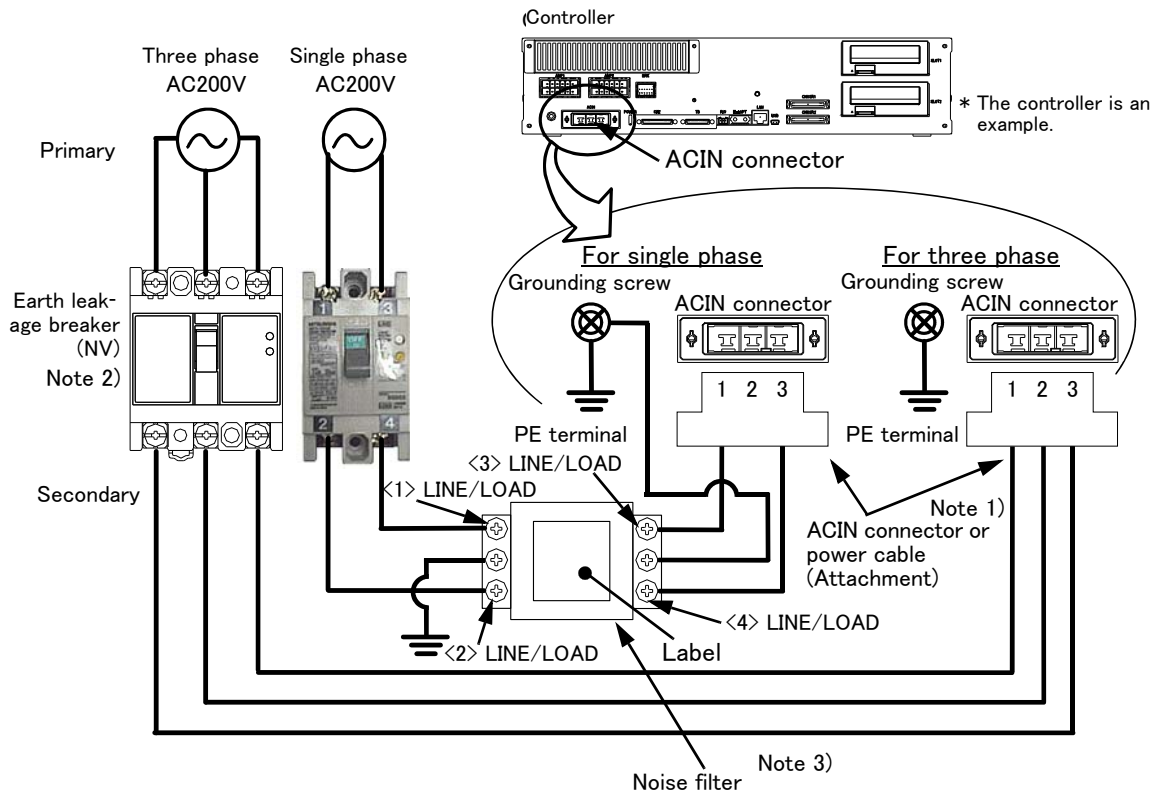 (Controller
Three phase
AC200V
Single phase
AC200V
* The controller is an
example.
Primary
ACIN connector
For single phase
Grounding screw
ACIN connector
For three phase
Grounding screw
ACIN connector
Earth leak-
age breaker
(NV)
Note 2)
1 2 3
1 2 3
PE terminal
PE terminal
2
4
Secondary
<3> LINE/LOAD
<1> LINE/LOAD
Note 1)
ACIN connector or
power cable
(Attachment)
<4> LINE/LOAD
<2> LINE/LOAD
Label
Note 3)
Noise filter